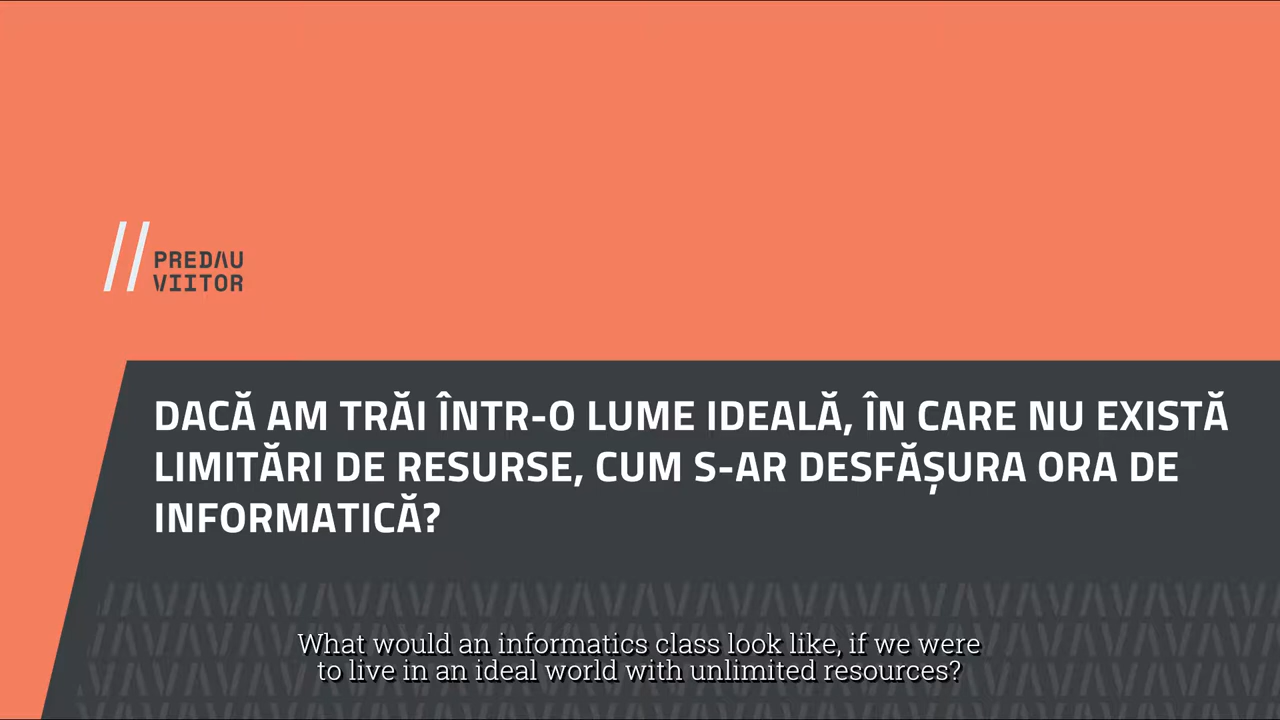 PREDAU
VIITOR
DACĂ AM TRĂI ÎNTR-O LUME IDEALĂ, ÎN CARE NU EXISTĂ
LIMITĂRI DE RESURSE, CUM S-AR DESFĂȘURA ORA DE
INFORMATICĂ?
What would an informatics class look like, if we were
to live in an ideal world with unlimited resources?